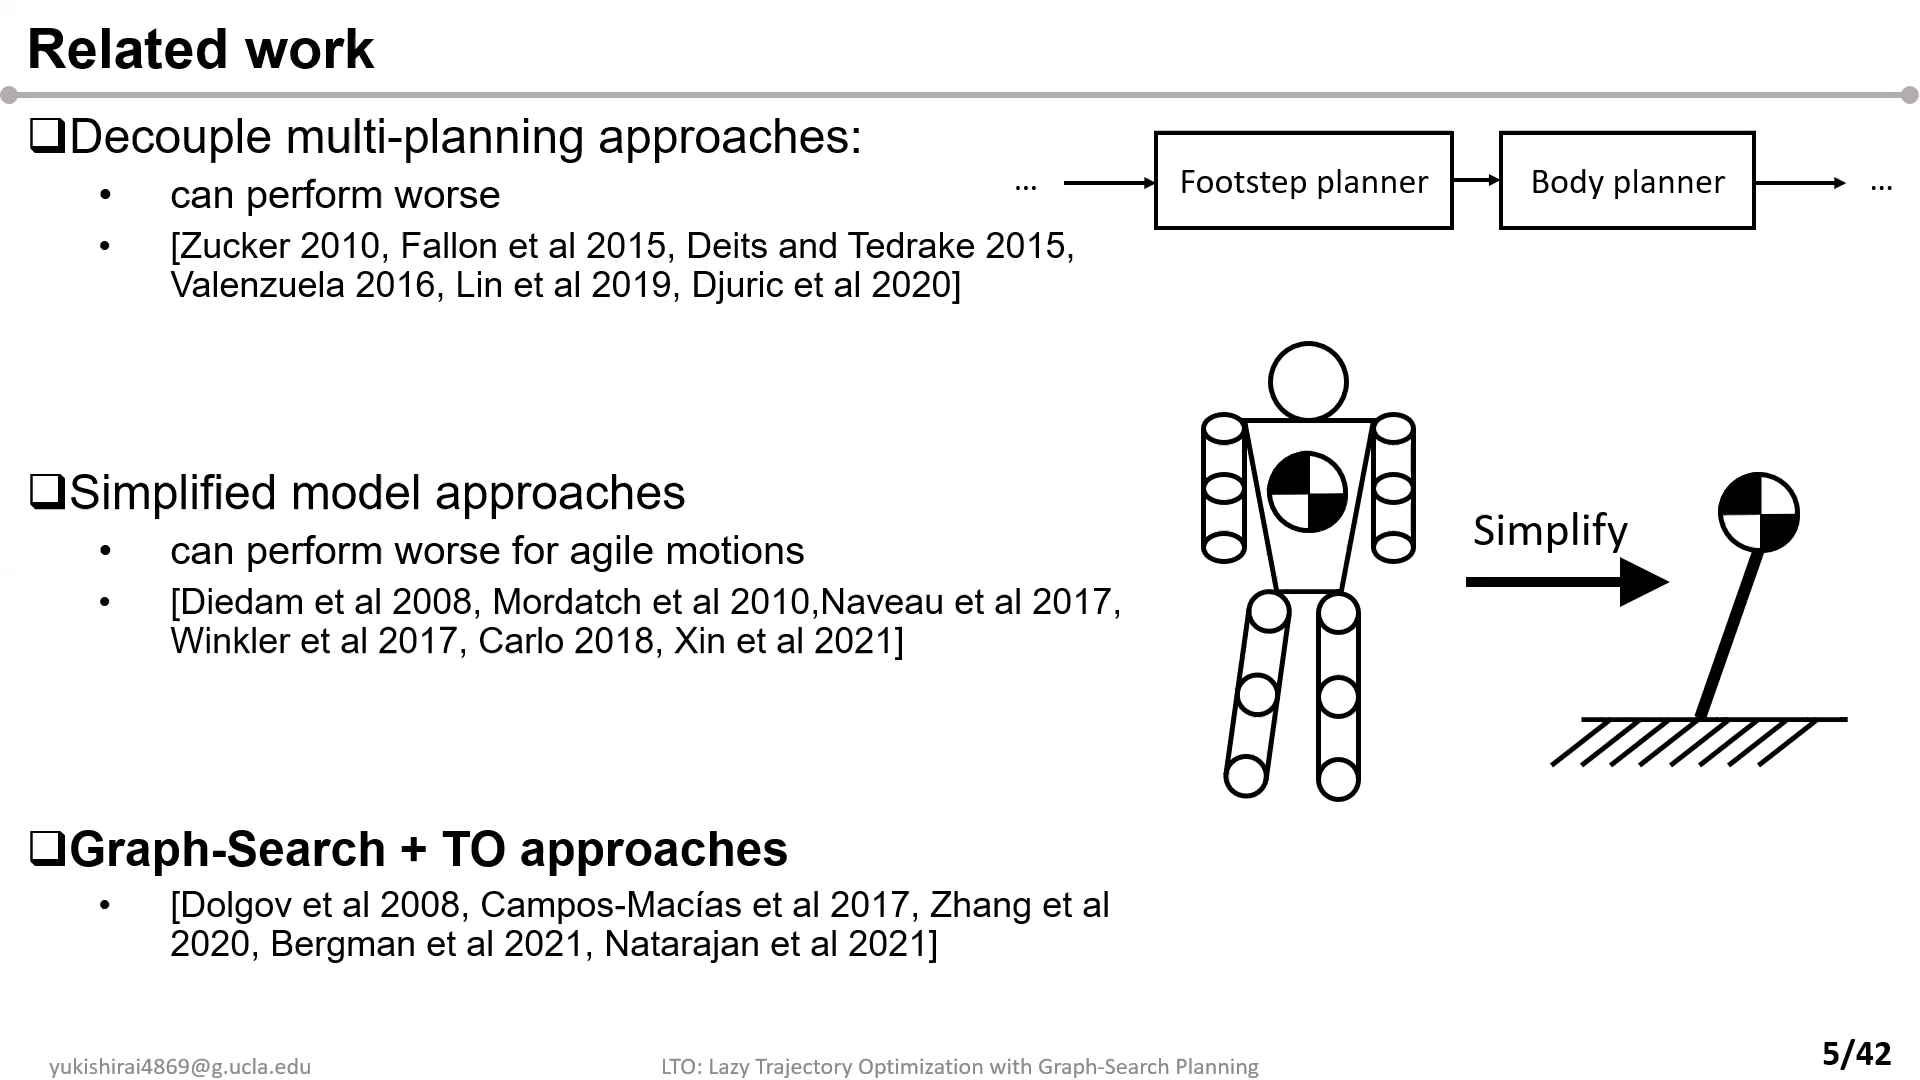 Related work
❑Decouple multi-planning approaches:
• can perform worse
• [Zucker 2010, Fallon et al 2015, Deits and Tedrake 2015,
Valenzuela 2016, Lin et al 2019, Djuric et al 2020]
... Footstep planner Body planner ...
❑Simplified model approaches
• can perform worse for agile motions
• [Diedam et al 2008, Mordatch et al 2010,Naveau et al 2017,
Winkler et al 2017, Carlo 2018, Xin et al 2021]
Simplify
❑Graph-Search + TO approaches
• [Dolgov et al 2008, Campos-Macías et al 2017, Zhang et al
2020, Bergman et al 2021, Natarajan et al 2021]
yukishirai4869@g.ucla.edu
LTO: Lazy Trajectory Optimization with Graph-Search Planning
5/42